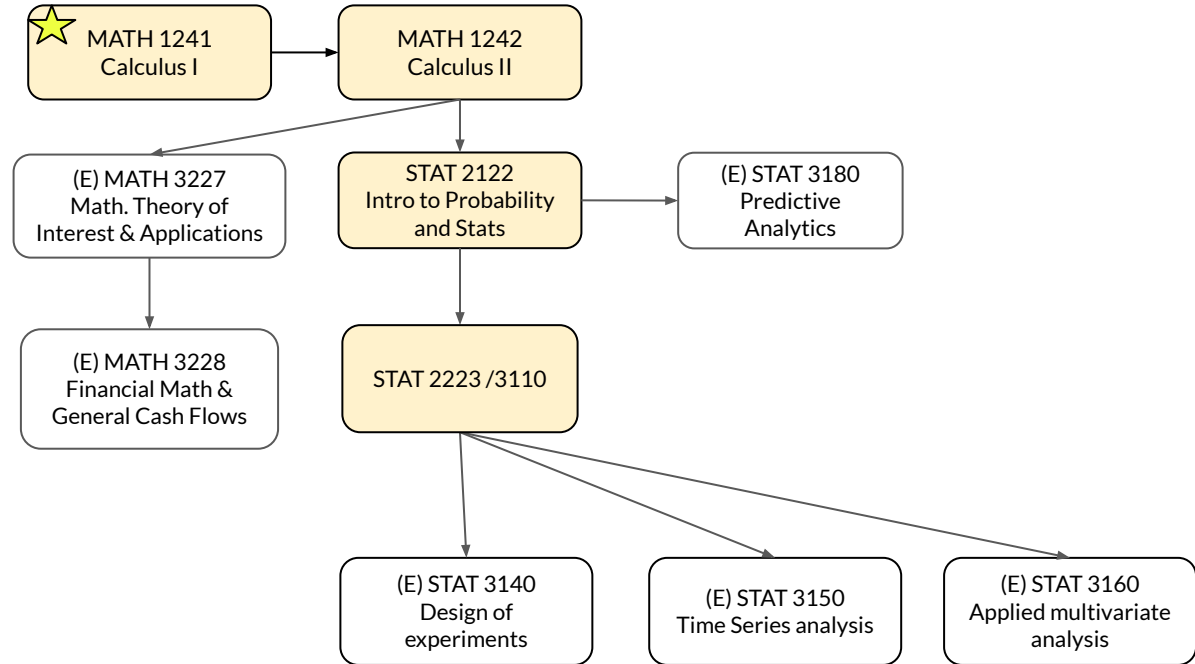 MATH 1241
Calculus I
MATH 1242
Calculus II
(E) MATH 3227
Math. Theory of
Interest & Applications
STAT 2122
Intro to Probability
and Stats
(E) STAT 3180
Predictive
Analytics
(E) MATH 3228
Financial Math &
General Cash Flows
STAT 2223 /3110
(E) STAT 3140
Design of
experiments
(E) STAT 3150
Time Series analysis
(E) STAT 3160
Applied multivariate
analysis